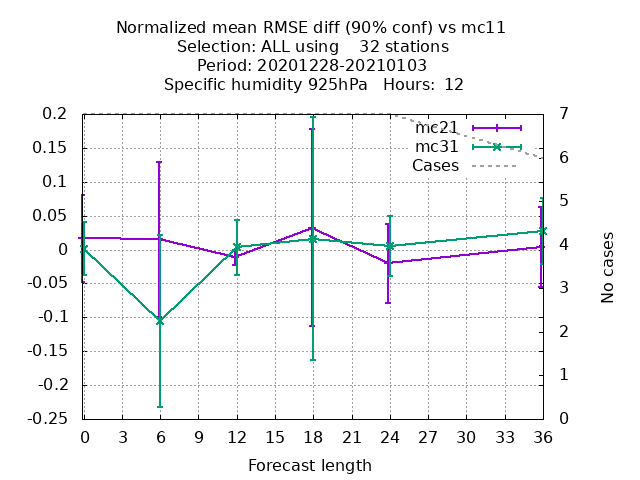 Normalized mean RMSE diff (90% conf) vs mc11
Selection: ALL using    32 stations
Period: 20201228-20210103
Specific humidity 925hPa   Hours:  12
mc21
mc31
Cases
0.2
0.15
0.1
0.05
0
-0.05
-0.1
-0.15
-0.2
-0.25
7
6
5
4
3
2
1
0
No cases
0 3 6 9 12 15 18 21 24 27 30 33 36
Forecast length